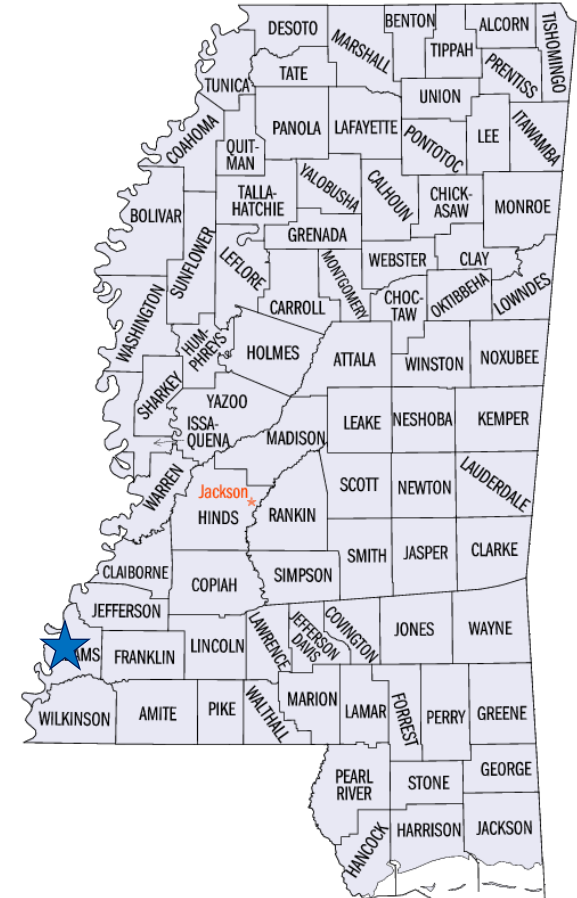 DESOTO
BENTON
ALCORN
TISHOMINGO
MARSHALL
TIPPAH
PRENTISS
TATE
TUNICA
UNION
ITAWAMBA
COAHOMA
PANOLA
LAFAYETTE
PONTOTOC
LEE
QUIT-
MAN
YALOBUSHA
CALHOUN
TALLA-
HATCHIE
CHICK-
ASAW
MONROE
BOLIVAR
SUNFLOWER
GRENADA
LEFLORE
MONTGOMERY
WEBSTER
CLAY
WASHINGTON
CARROLL
CHOC-
TAW
OKTIBBEHA
LOWNDES
HUM-
PHREYS
HOLMES
ATTALA
WINSTON
NOXUBEE
SHARKEY
YAZOO
ISSA-
QUENA
MADISON
LEAKE
NESHOBA
KEMPER
WARREN
Jackson
*
HINDS
RANKIN
SCOTT
NEWTON
LAUDERDALE
CLAIBORNE
COPIAH
SIMPSON
SMITH
JASPER
CLARKE
JEFFERSON
LAWRENCE
JEFFERSON
DAVIS
COVINGTON
JONES
WAYNE
AMS
FRANKLIN
LINCOLN
WILKINSON
AMITE
PIKE
WALTHALL
MARION
LAMAR
FORREST
PERRY
GREENE
PEARL
RIVER
STONE
GEORGE
HANCOCK
HARRISON
JACKSON